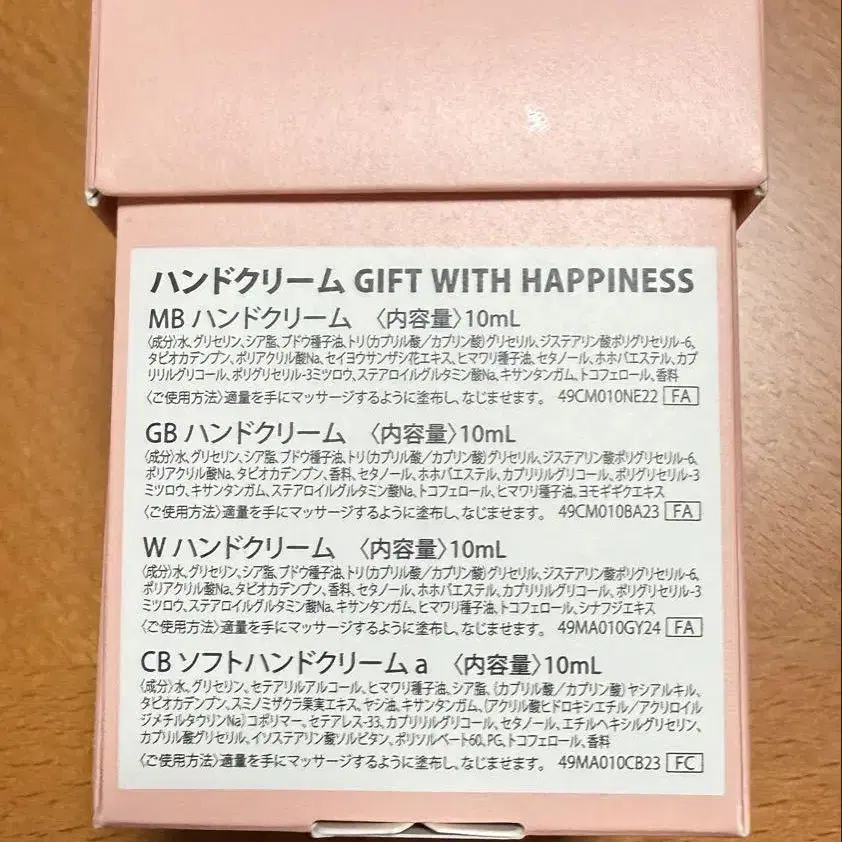 ハンドクリーム GIFT WITH HAPPINESS
MB ハンドクリーム 〈内容量〉10mL
〈成分〉水、グリセリン、シア脂、ブドウ種子油、トリ(カプリル酸/カプリン酸)グリセリル、ジステアリン酸ポリグリセリル-6、
タピオカデンプン、ポリアクリル酸Na、セイヨウサンザシ花エキス、ヒマワリ種子油、セタノール、ホホバエステル、カプ
リリルグリコール、ポリグリセリル-3ミツロウ、ステアロイルグルタミン酸Na、キサンタンガム、トコフェロール、香料
〈ご使用方法〉適量を手にマッサージするように塗布し、なじませます。 49CM010NE22 FA
GB ハンドクリーム 〈内容量〉10mL
〈成分〉水、グリセリン、シア脂、ブドウ種子油、トリ(カプリル酸/カプリン酸)グリセリル、ジステアリン酸ポリグリセリル-6、
ポリアクリル酸Na、タピオカデンプン、香料、セタノール、ホホバエステル、カプリリルグリコール、ポリグリセリル-3
ミツロウ、キサンタンガム、ステアロイルグルタミン酸Na、トコフェロール、ヒマワリ種子油、ヨモギギクエキス
〈ご使用方法〉適量を手にマッサージするように塗布し、なじませます。 49CM010BA23 FA
W ハンドクリーム 〈内容量〉10mL
〈成分〉水、グリセリン、シア脂、ブドウ種子油、トリ(カプリル酸/カプリン酸)グリセリル、ジステアリン酸ポリグリセリル-6、
ポリアクリル酸Na、タピオカデンプン、香料、セタノール、ホホバエステル、カプリリルグリコール、ポリグリセリル-3
ミツロウ、ステアロイルグルタミン酸Na、キサンタンガム、ヒマワリ種子油、トコフェロール、シナフジエキス
〈ご使用方法〉適量を手にマッサージするように塗布し、なじませます。 49MA010GY24 FA
CB ソフトハンドクリーム a 〈内容量〉10mL
〈成分〉水、グリセリン、セテアリルアルコール、ヒマワリ種子油、シア脂、(カプリル酸/カプリン酸)ヤシアルキル、
タピオカデンプン、スミノミザクラ果実エキス、ヤシ油、キサンタンガム、(アクリル酸ヒドロキシエチル/アクリロイル
ジメチルタウリンNa)コポリマー、セテアレス-33、カプリリルグリコール、セタノール、エチルヘキシルグリセリン、
カプリル酸グリセリル、イソステアリン酸ソルビタン、ポリソルベート60、PG、トコフェロール、香料
〈ご使用方法〉適量を手にマッサージするように塗布し、なじませます。 49MA010CB23 FC